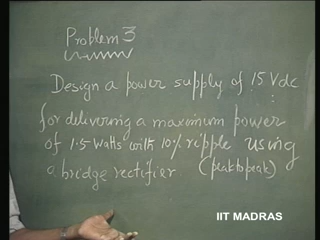 Problem 3
Design a power supply of 15 Vdc
for delivering a maximum power
of 1.5 Watts with 10% ripple using
a bridge rectifier (peak to peak)
IIT MADRAS